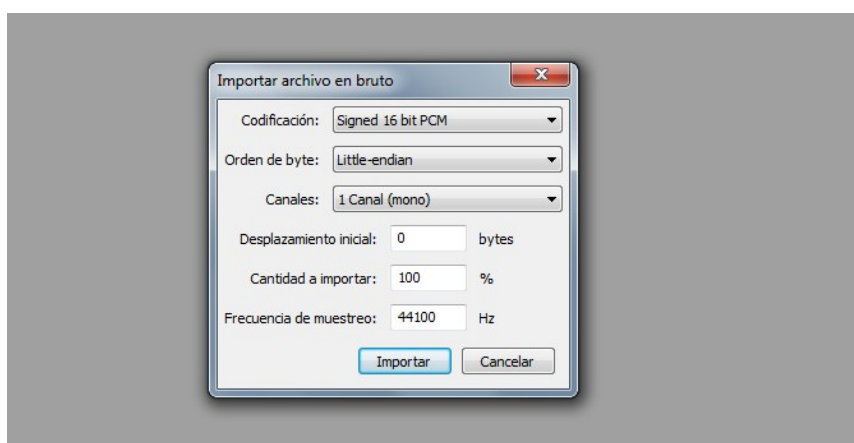 Importar archivo en bruto
Codificación: Signed 16 bit PCM
Orden de byte: Little-endian
Canales: 1 Canal (mono)
Desplazamiento inicial: 0 bytes
Cantidad a importar: 100 %
Frecuencia de muestreo: 44100 Hz
Importar Cancelar